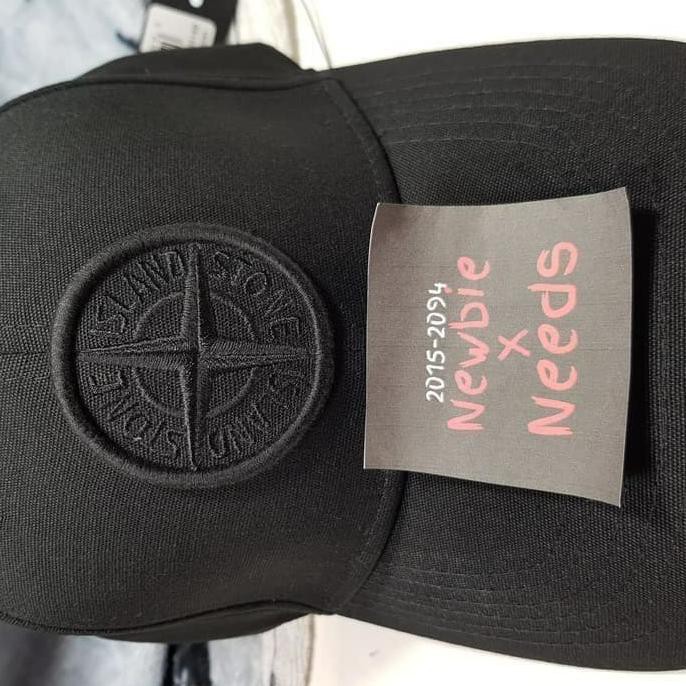 2015-2094
Newbie
x
Needs
STONE ISLAND
STONE ISLAND